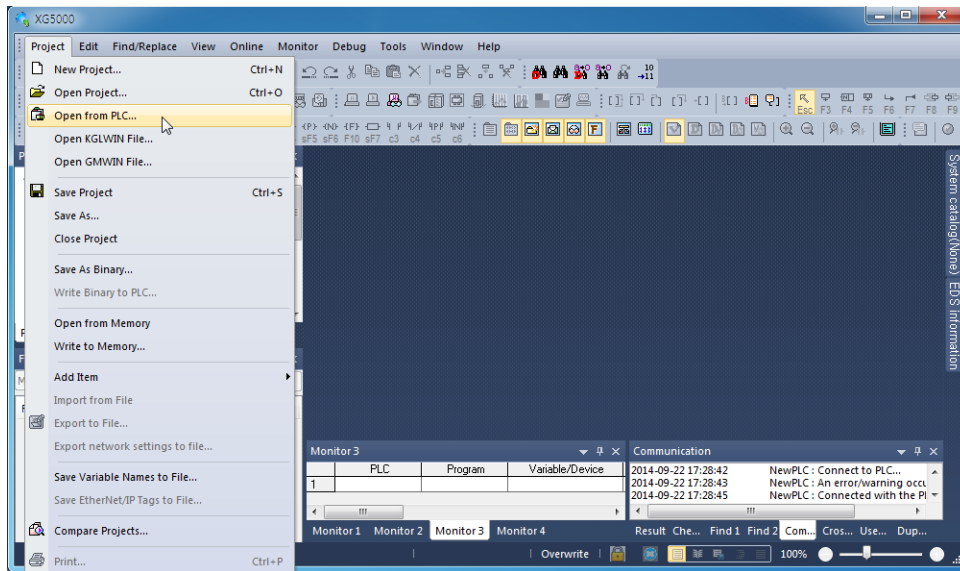 XG5000
Project Edit Find/Replace View Online Monitor Debug Tools Window Help
New Project... Ctrl+N
Open Project... Ctrl+O
Open from PLC...
Open KGLWIN File...
Open GMWIN File...
Save Project Ctrl+S
Save As...
Close Project
Save As Binary...
Write Binary to PLC...
Open from Memory
Write to Memory...
Add Item
Import from File
Export to File...
Export network settings to file...
Save Variable Names to File...
Save EtherNet/IP Tags to File...
Compare Projects...
Print... Ctrl+P
Esc F3 F4 F5 F6 F7 F8 F9
sF5 sF6 F10 sF7 c3 c4 c5 c6
System catalog(None)
EDS information
Monitor 3
PLC Program Variable/Device
1
Monitor 1 Monitor 2 Monitor 3 Monitor 4
Communication
2014-09-22 17:28:42 NewPLC : Connect to PLC...
2014-09-22 17:28:43 NewPLC : An error/warning occu
2014-09-22 17:28:45 NewPLC : Connected with the Pl
Result Che... Find 1 Find 2 Com... Cros... Use... Dup...
Overwrite 100%